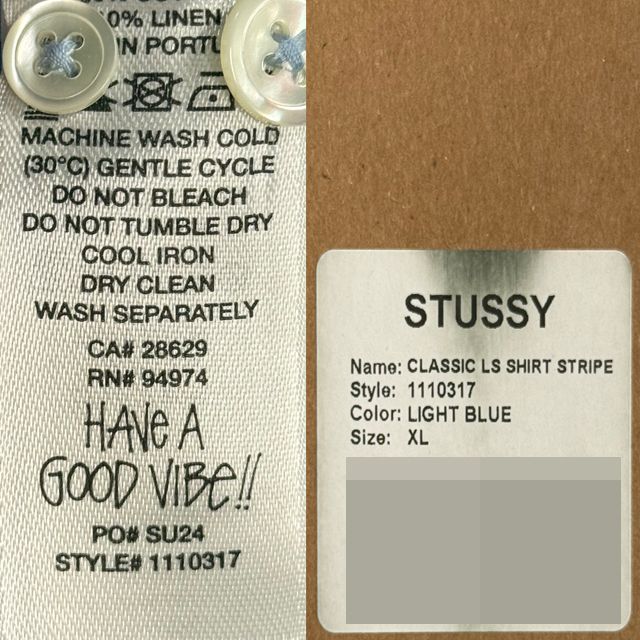 0% LINEN
IN PORTU
MACHINE WASH COLD
(30°C) GENTLE CYCLE
DO NOT BLEACH
DO NOT TUMBLE DRY
COOL IRON
DRY CLEAN
WASH SEPARATELY
CA# 28629
RN# 94974
HAVE A
GOOD VIBE!!
PO# SU24
STYLE# 1110317
STUSSY
Name: CLASSIC LS SHIRT STRIPE
Style: 1110317
Color: LIGHT BLUE
Size: XL